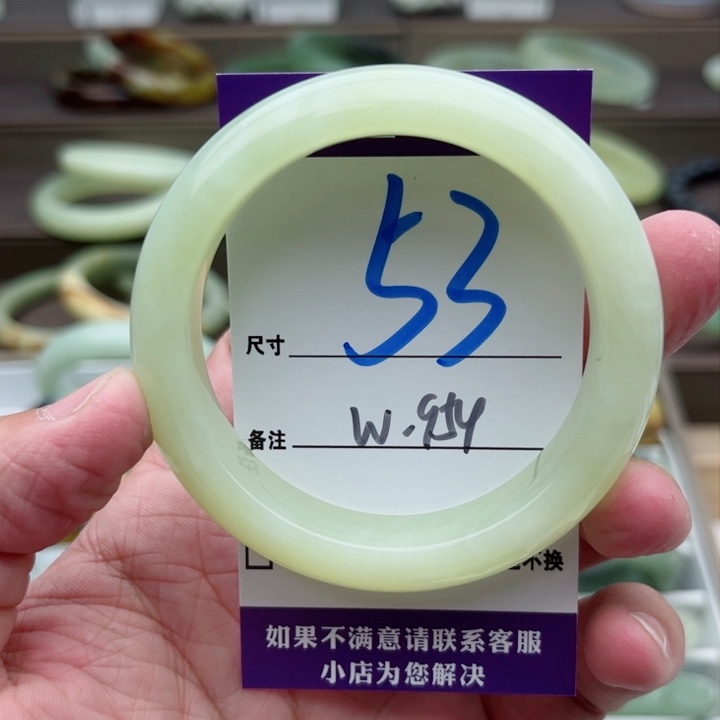 53
尺寸
备注
不换
如果不满意请联系客服
小店为您解决